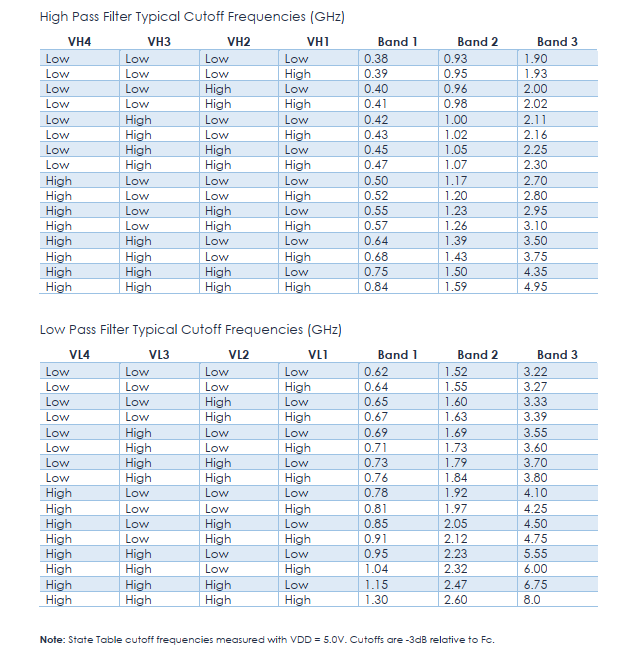 High Pass Filter Typical Cutoff Frequencies (GHz)
VH4 VH3 VH2 VH1 Band 1 Band 2 Band 3
Low Low Low Low 0.38 0.93 1.90
Low Low Low High 0.39 0.95 1.93
Low Low High Low 0.40 0.96 2.00
Low Low High High 0.41 0.98 2.02
Low High Low Low 0.42 1.00 2.11
Low High Low High 0.43 1.02 2.16
Low High High Low 0.45 1.05 2.25
Low High High High 0.47 1.07 2.30
High Low Low Low 0.50 1.17 2.70
High Low Low High 0.52 1.20 2.80
High Low High Low 0.55 1.23 2.95
High Low High High 0.57 1.26 3.10
High High Low Low 0.64 1.39 3.50
High High Low High 0.68 1.43 3.75
High High High Low 0.75 1.50 4.35
High High High High 0.84 1.59 4.95
Low Pass Filter Typical Cutoff Frequencies (GHz)
VL4 VL3 VL2 VL1 Band 1 Band 2 Band 3
Low Low Low Low 0.62 1.52 3.22
Low Low Low High 0.64 1.55 3.27
Low Low High Low 0.65 1.60 3.33
Low Low High High 0.67 1.63 3.39
Low High Low Low 0.69 1.69 3.55
Low High Low High 0.71 1.73 3.60
Low High High Low 0.73 1.79 3.70
Low High High High 0.76 1.84 3.80
High Low Low Low 0.78 1.92 4.10
High Low Low High 0.81 1.97 4.25
High Low High Low 0.85 2.05 4.50
High Low High High 0.91 2.12 4.75
High High Low Low 0.95 2.23 5.55
High High Low High 1.04 2.32 6.00
High High High Low 1.15 2.47 6.75
High High High High 1.30 2.60 8.0
Note: State Table cutoff frequencies measured with VDD = 5.0V. Cutoffs are -3dB relative to Fc.